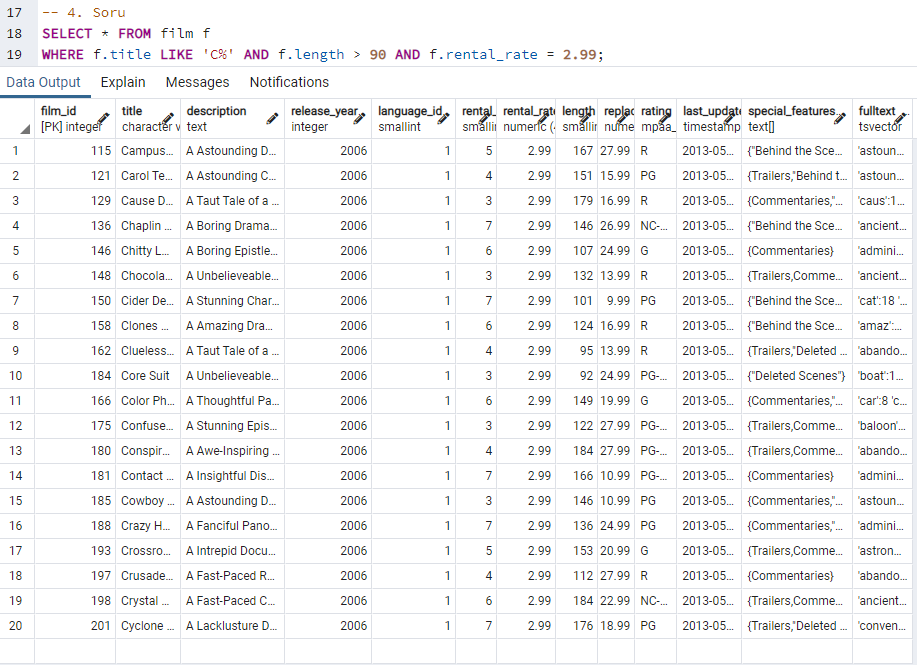 17 -- 4. Soru
18 SELECT * FROM film f
19 WHERE f.title LIKE 'C%' AND f.length > 90 AND f.rental_rate = 2.99;
Data Output Explain Messages Notifications
film_id title description release_year language_id rental_ rental_rate length replac rating last_update special_features fulltext
[PK] integer character v text integer smallint smallin numeric (4 smallin nume mpaa_ timestamp text[] tsvector
1 115 Campus... A Astounding D... 2006 1 5 2.99 167 27.99 R 2013-05... {"Behind the Sce... 'astoun...
2 121 Carol Te... A Astounding C... 2006 1 4 2.99 151 15.99 PG 2013-05... {Trailers,"Behind t... 'astoun...
3 129 Cause D... A Taut Tale of a ... 2006 1 3 2.99 179 16.99 R 2013-05... {Commentaries,"... 'caus':1...
4 136 Chaplin ... A Boring Drama... 2006 1 7 2.99 146 26.99 NC-... 2013-05... {"Behind the Sce... 'ancient...
5 146 Chitty L... A Boring Epistle... 2006 1 6 2.99 107 24.99 G 2013-05... {Commentaries} 'admini...
6 148 Chocola... A Unbelieveable... 2006 1 3 2.99 132 13.99 R 2013-05... {Trailers,Comme... 'ancient...
7 150 Cider De... A Stunning Char... 2006 1 7 2.99 101 9.99 PG 2013-05... {"Behind the Sce... 'cat':18 '...
8 158 Clones ... A Amazing Dra... 2006 1 6 2.99 124 16.99 R 2013-05... {"Behind the Sce... 'amaz':...
9 162 Clueless... A Taut Tale of a ... 2006 1 4 2.99 95 13.99 R 2013-05... {Trailers,"Deleted ... 'abando...
10 184 Core Suit A Unbelieveable... 2006 1 3 2.99 92 24.99 PG-... 2013-05... {"Deleted Scenes"} 'boat':1...
11 166 Color Ph... A Thoughtful Pa... 2006 1 6 2.99 149 19.99 G 2013-05... {Commentaries,"... 'car':8 'c...
12 175 Confuse... A Stunning Epis... 2006 1 3 2.99 122 27.99 PG-... 2013-05... {Trailers,Comme... 'baloon'...
13 180 Conspir... A Awe-Inspiring ... 2006 1 4 2.99 184 27.99 PG-... 2013-05... {Trailers,Comme... 'abando...
14 181 Contact ... A Insightful Dis... 2006 1 7 2.99 166 10.99 PG-... 2013-05... {Commentaries} 'admini...
15 185 Cowboy ... A Astounding D... 2006 1 3 2.99 146 10.99 PG 2013-05... {Commentaries,"... 'astoun...
16 188 Crazy H... A Fanciful Pano... 2006 1 7 2.99 136 24.99 PG 2013-05... {Commentaries,"... 'admini...
17 193 Crossro... A Intrepid Docu... 2006 1 5 2.99 153 20.99 G 2013-05... {Trailers,Comme... 'astron...
18 197 Crusade... A Fast-Paced R... 2006 1 4 2.99 112 27.99 R 2013-05... {Commentaries} 'abando...
19 198 Crystal ... A Fast-Paced C... 2006 1 6 2.99 184 22.99 NC-... 2013-05... {Trailers,Comme... 'ancient...
20 201 Cyclone ... A Lacklusture D... 2006 1 7 2.99 176 18.99 PG 2013-05... {Trailers,"Deleted ... 'conven...